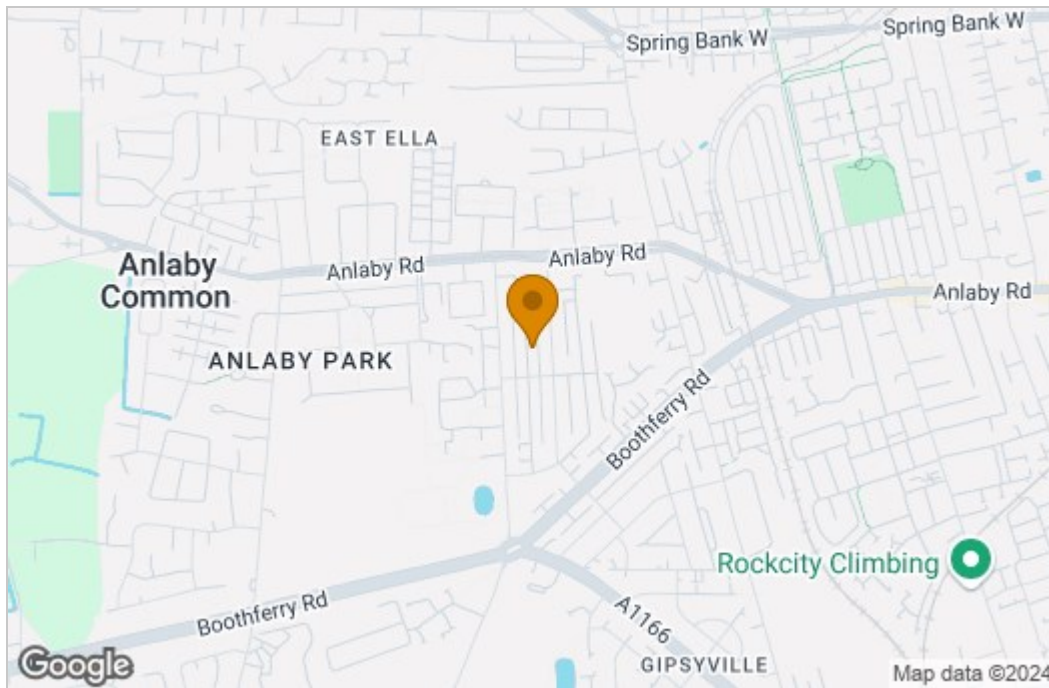 Spring Bank W
Spring Bank W
EAST ELLA
Anlaby Rd
Anlaby
Common
Anlaby Rd
Anlaby Rd
ANLABY PARK
Boothferry Rd
Rockcity Climbing
Boothferry Rd
A1166
GIPSYVILLE
Google
Map data ©2024